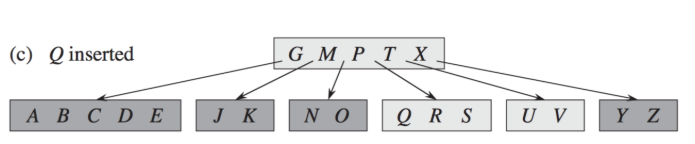 (c) Q inserted
G M P T X
A B C D E
J K
N O
Q R S
U V
Y Z